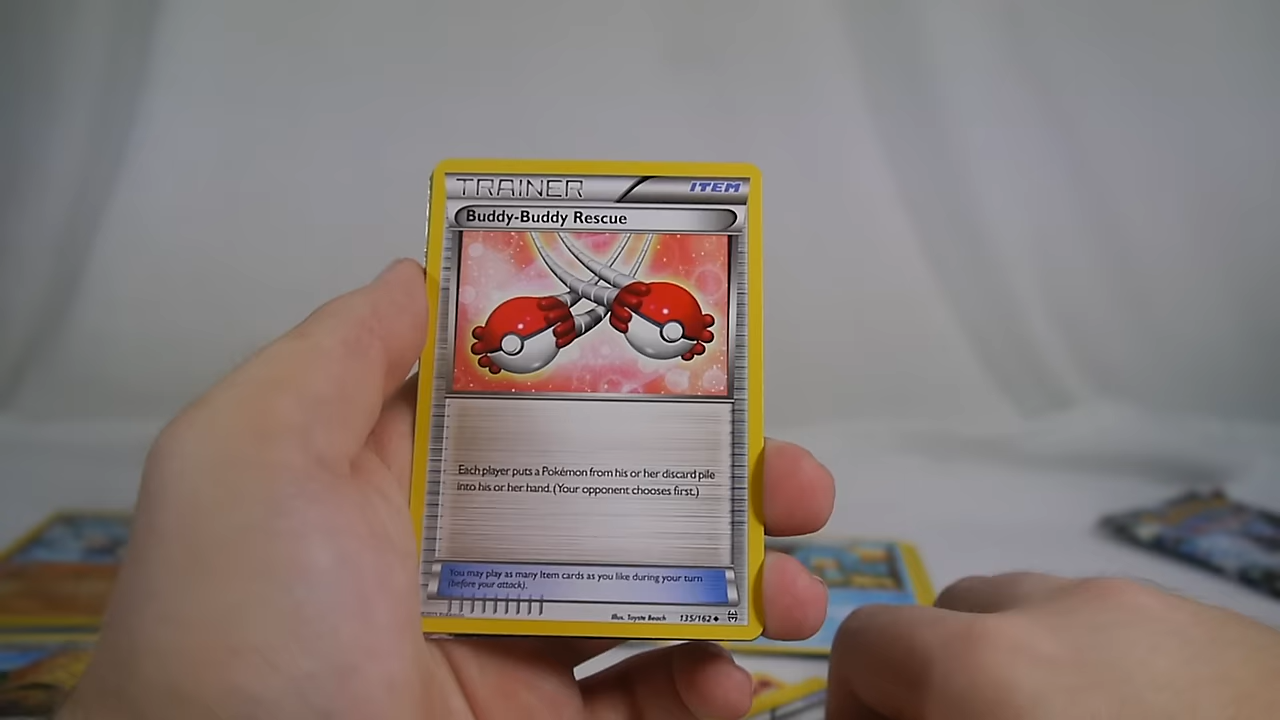 TRAINER
ITEM
Buddy-Buddy Rescue
Each player puts a Pokémon from his or her discard pile
into his or her hand. (Your opponent chooses first.)
You may play as many Item cards as you like during your turn
(before your attack).
Illus. Toyste Beach 135/162